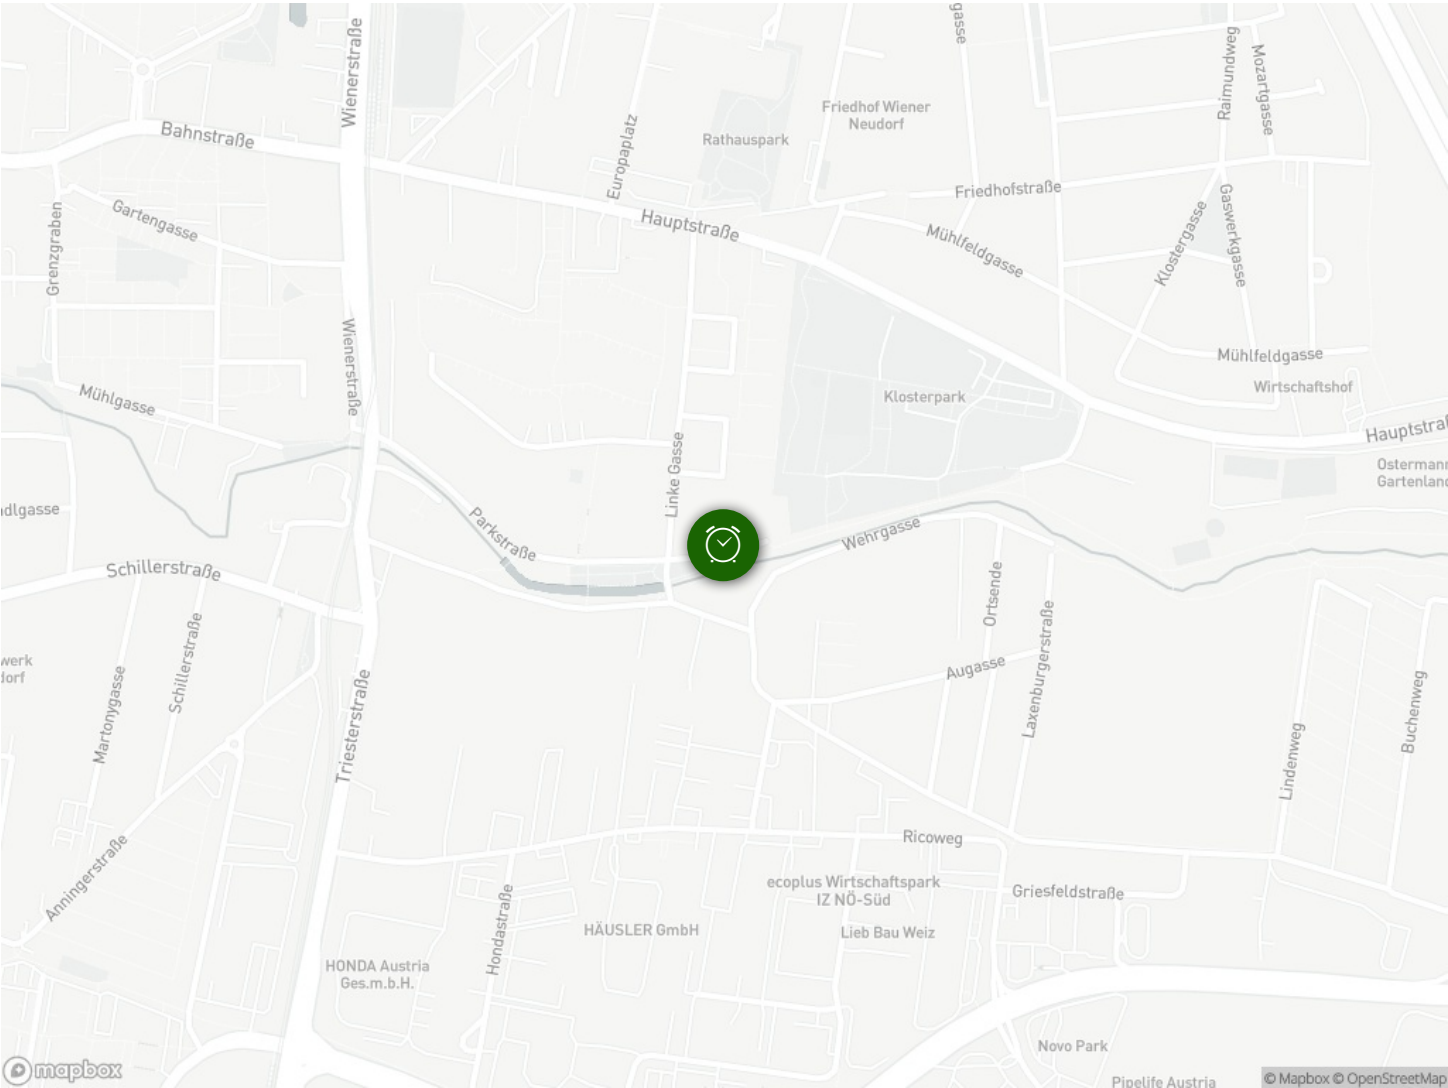 Wienerstraße
gasse
Raimundweg
Mozartgasse
Bahnstraße
Europaplatz
Rathauspark
Friedhof Wiener
Neudorf
Friedhofstraße
Grenzgraben
Gartengasse
Hauptstraße
Mühlfeldgasse
Klostergasse
Gaswerkgasse
Wienerstraße
Mühlgasse
Klosterpark
Mühlfeldgasse
Wirtschaftshof
Hauptstraß
Linke Gasse
Ostermann
Gartenland
dlgasse
Parkstraße
Wehrgasse
Schillerstraße
Ortsende
Laxenburgerstraße
Schillerstraße
Martonygasse
werk
dorf
Triesterstraße
Augasse
Lindenweg
Buchenweg
Anningerstraße
Ricoweg
ecoplus Wirtschaftspark
IZ NÖ-Süd
Griesfeldstraße
Hondastraße
HÄUSLER GmbH
Lieb Bau Weiz
HONDA Austria
Ges.m.b.H.
Novo Park
Pipelife Austria
mapbox
© Mapbox © OpenStreetMap